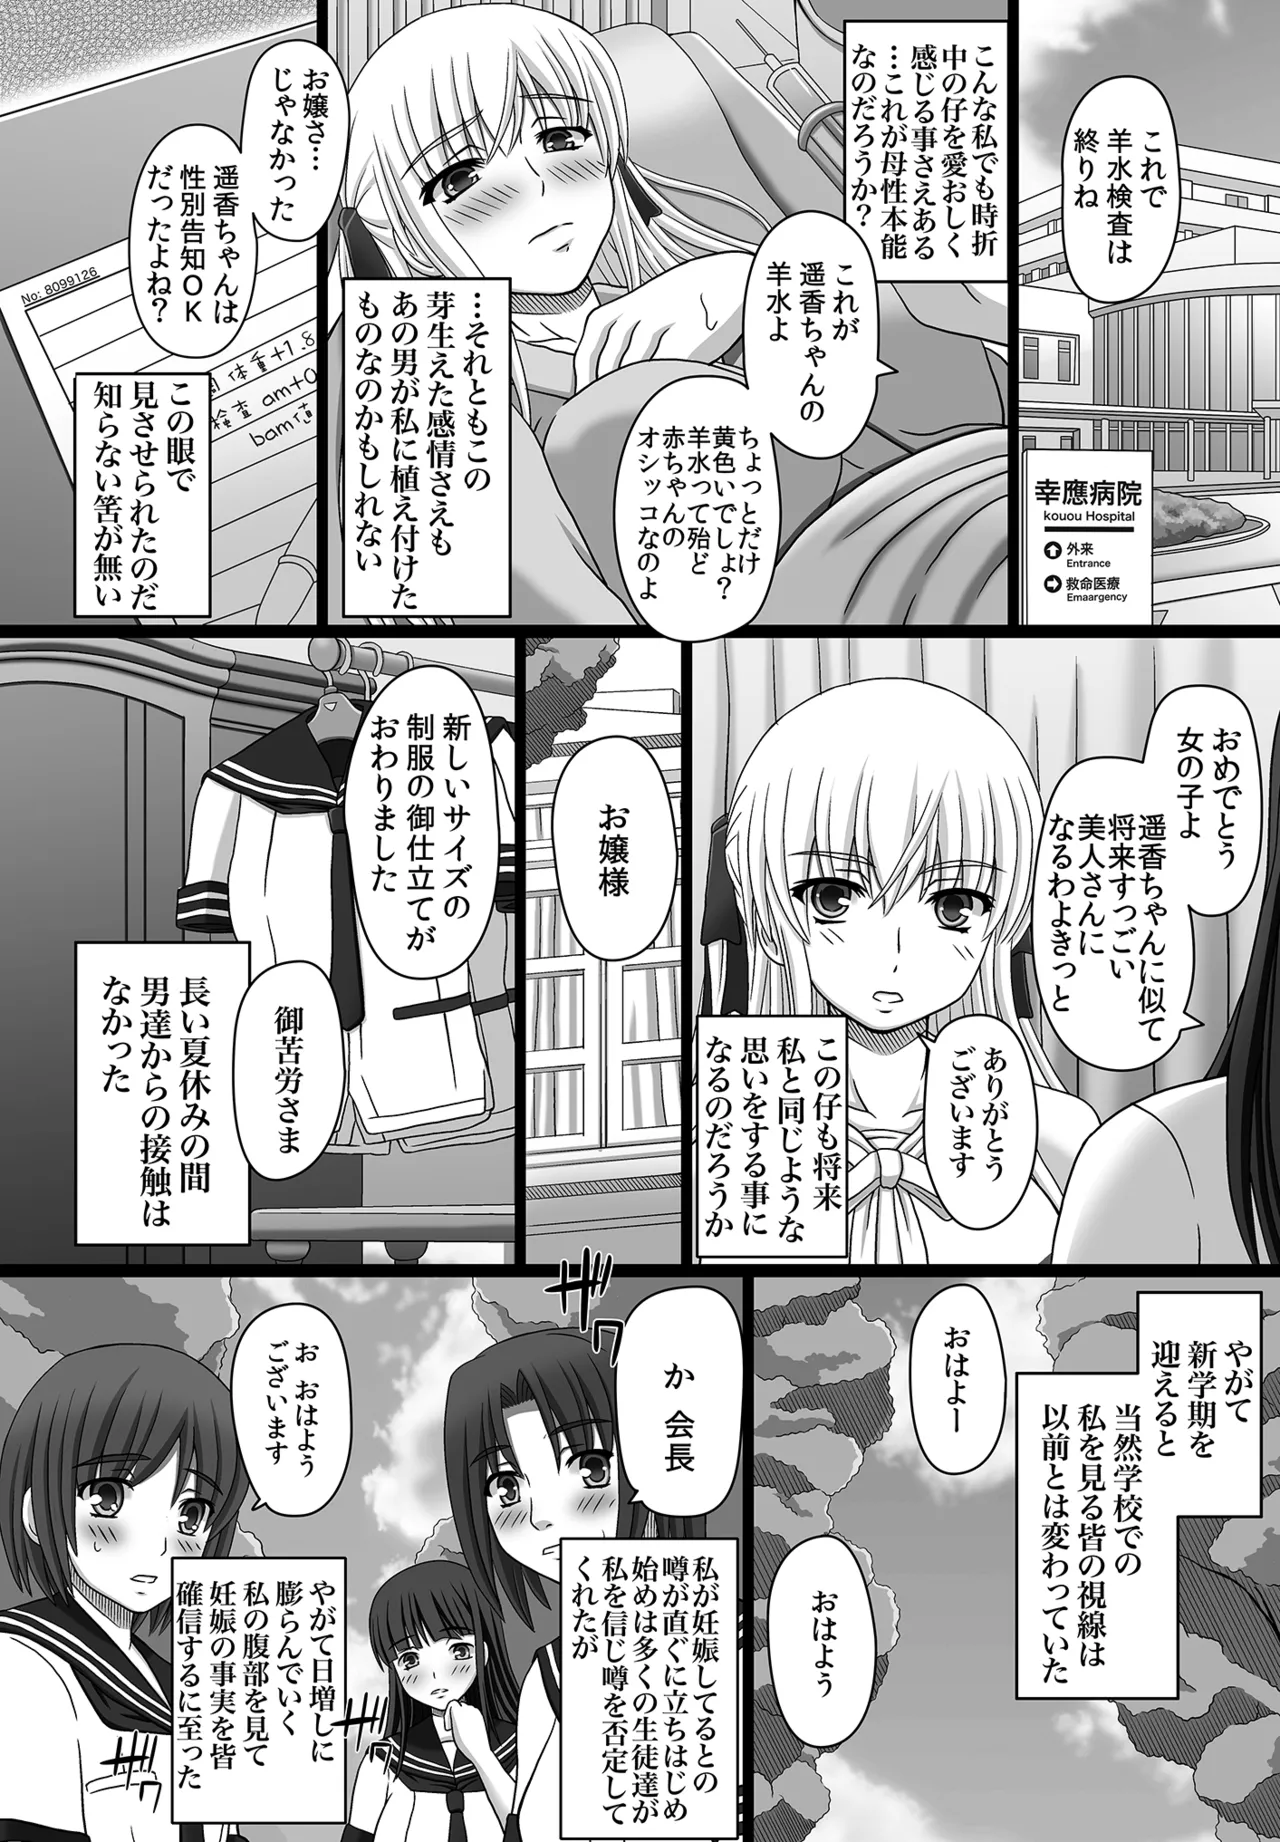 これで
羊水検査は
終りね
幸應病院
kouou Hospital
外来
Entrance
救命医療
Emaargency
こんな私でも時折
中の仔を愛おしく
感じる事さえある
…これが母性本能
なのだろうか?
これが
遥香ちゃんの
羊水よ
ちょっとだけ
黄色いでしょ?
羊水って殆ど
赤ちゃんの
オシッコなのよ
…それともこの
芽生えた感情さえも
あの男が私に植え付けた
ものなのかもしれない
お嬢さ…
じゃなかった
遥香ちゃんは
性別告知OK
だったよね?
No: 8099126
体重+1.8
検査 am+0
bam値
この眼で
見させせられたのだ
知らない筈が無い
おめでとう
女の子よ
遥香ちゃんに似て
将来すっごい
美人さんに
なるわよきっと
ありがとう
ございます
この仔も将来
私と同じような
思いをする事に
なるのだろうか
お嬢様
新しいサイズの
制服の御仕立てが
おわりました
御苦労さま
長い夏休みの間
男達からの接触は
なかった
やがて
新学期を
迎えると
当然学校での
私を見る皆の視線は
以前とは変わっていた
おはよー
おはよう
か 会長
ヒソ
私が妊娠してるとの
噂が直ぐに立ちはじめ
始めは多くの生徒達が
私を信じ噂を否定して
くれたが
お おはよう
ございます
やがて日増しに
膨らんでいく
私の腹部を見て
妊娠の事実を皆
確信するに至った
ヒソ
ヒソ